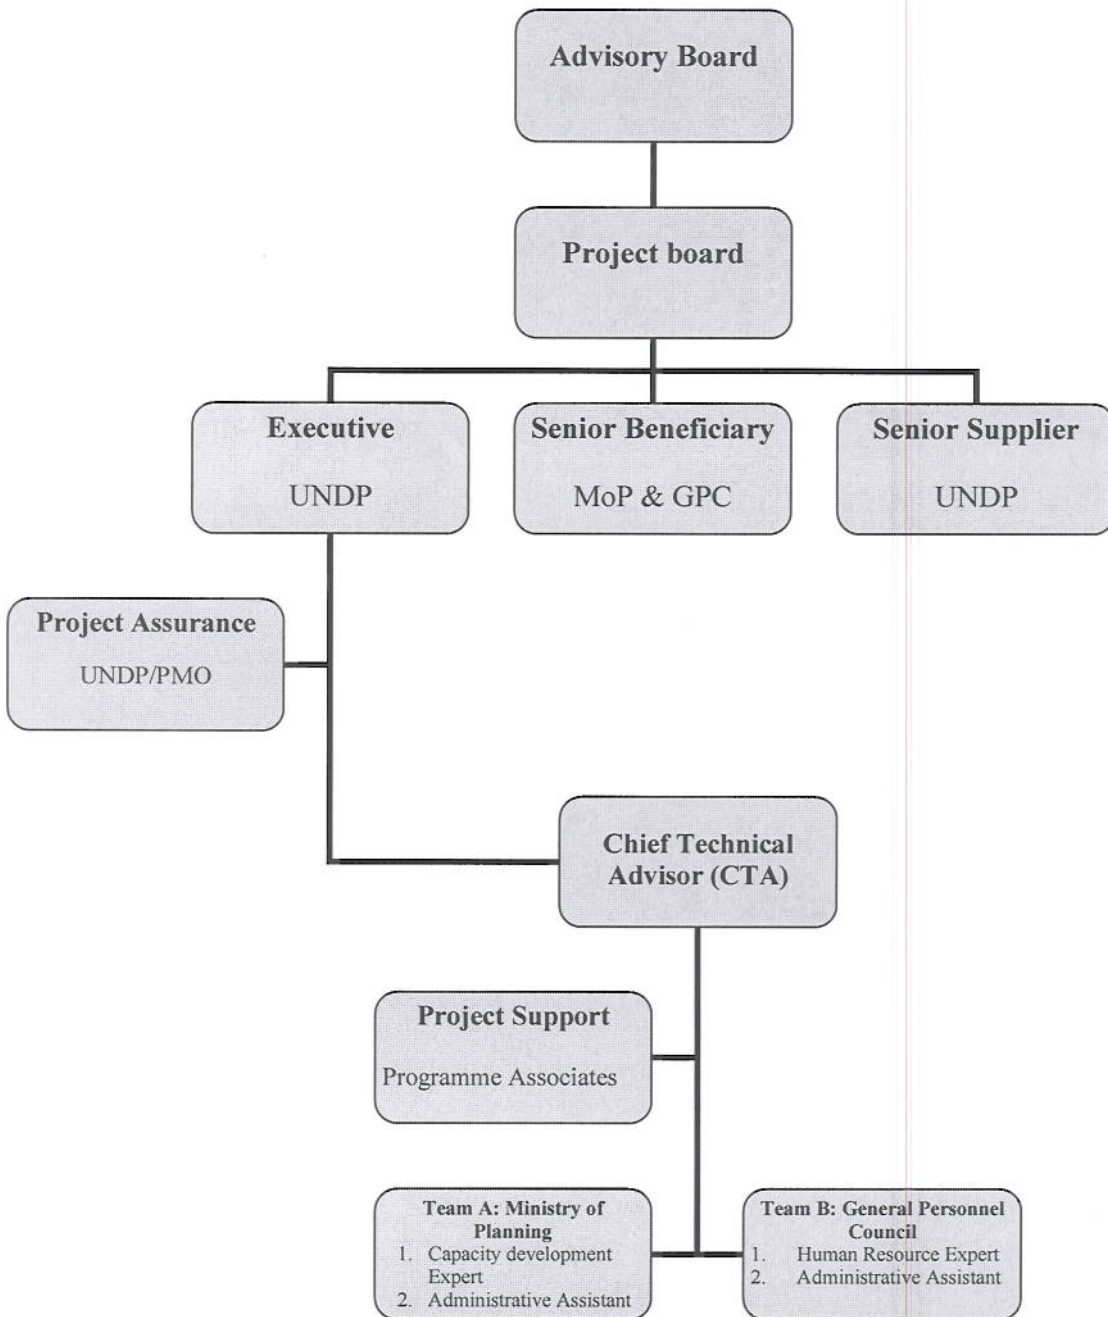 Advisory Board
Project board
Executive
UNDP
Senior Beneficiary
MoP & GPC
Senior Supplier
UNDP
Project Assurance
UNDP/PMO
Chief Technical
Advisor (CTA)
Project Support
Programme Associates
Team A: Ministry of
Planning
1. Capacity development
Expert
2. Administrative Assistant
Team B: General Personnel
Council
1. Human Resource Expert
2. Administrative Assistant